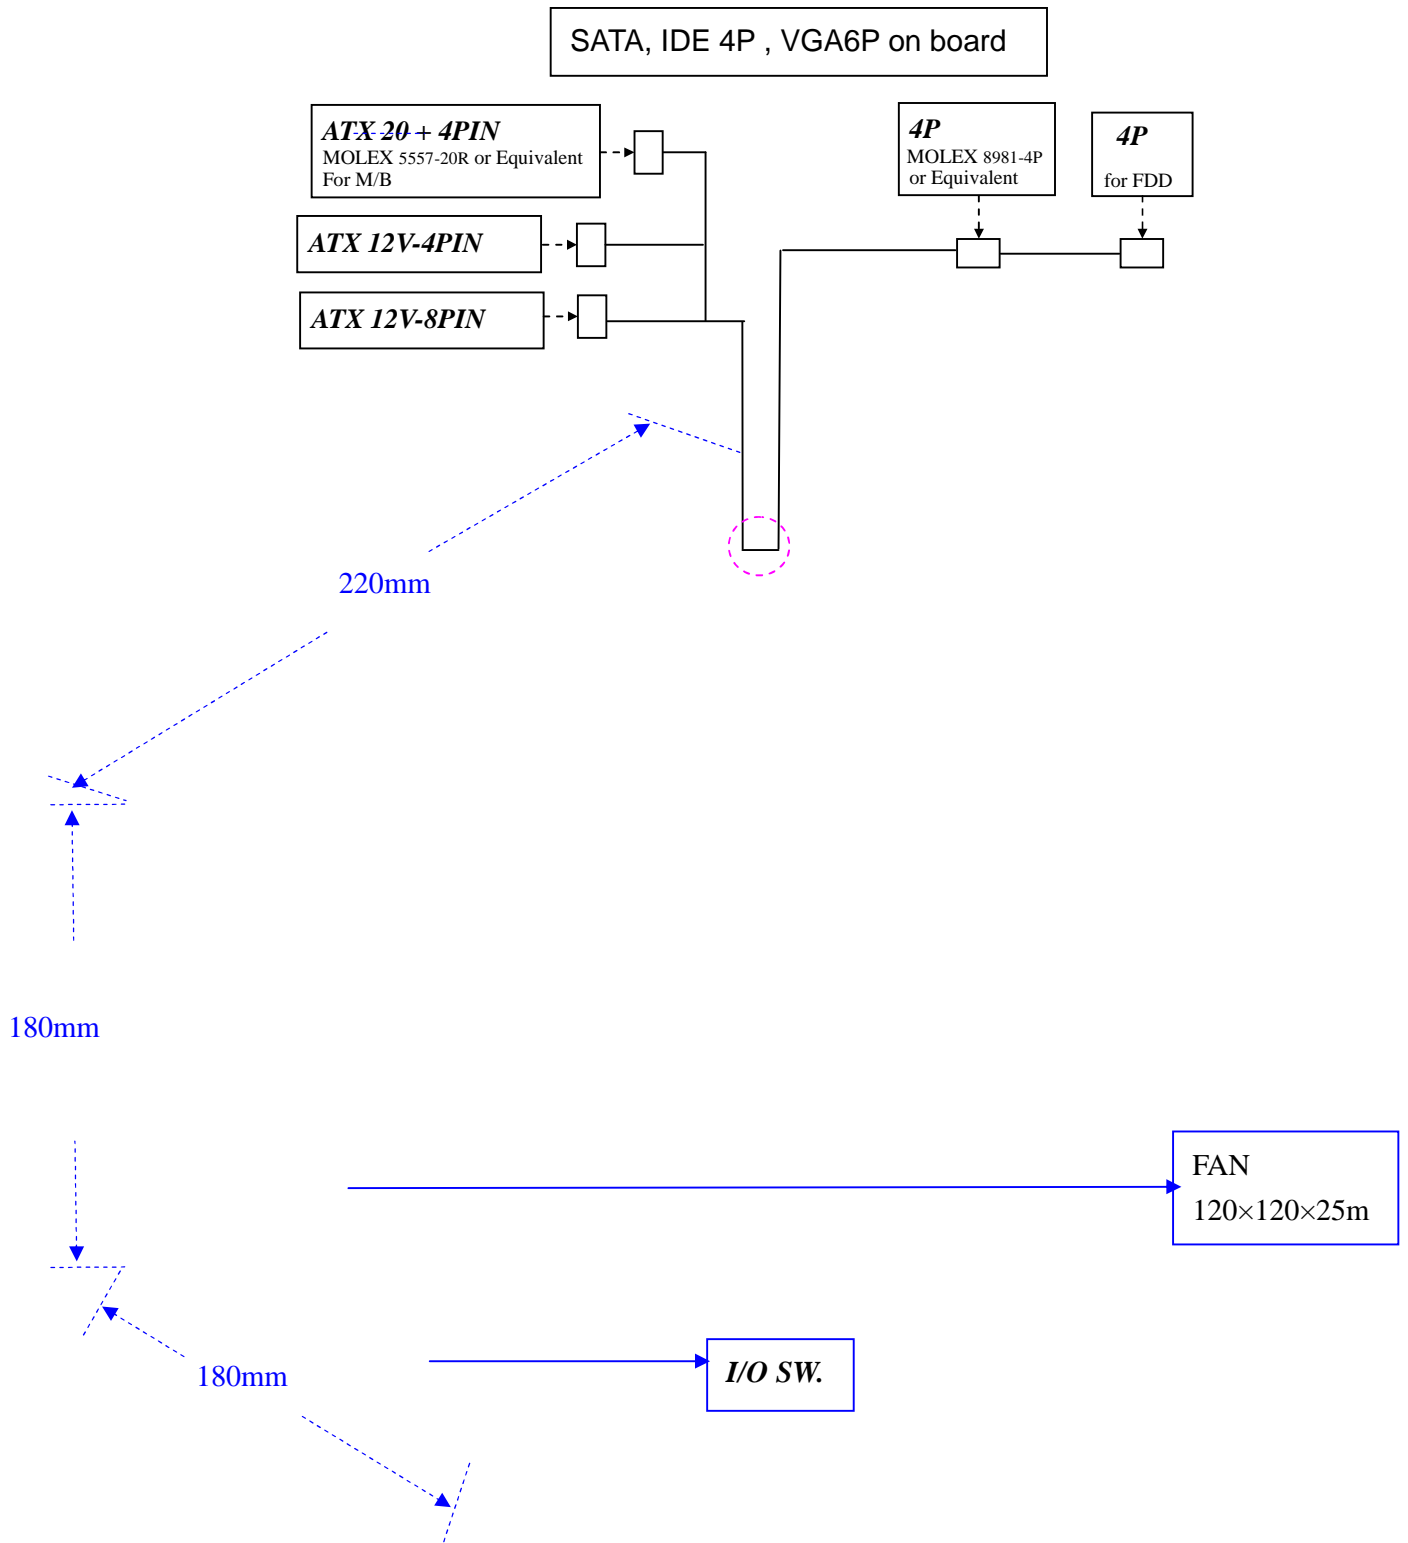 SATA, IDE 4P , VGA6P on board
ATX 20 + 4PIN
MOLEX 5557-20R or Equivalent
For M/B
4P
MOLEX 8981-4P
or Equivalent
4P
for FDD
ATX 12V-4PIN
ATX 12V-8PIN
220mm
180mm
FAN
120×120×25m
180mm
I/O SW.